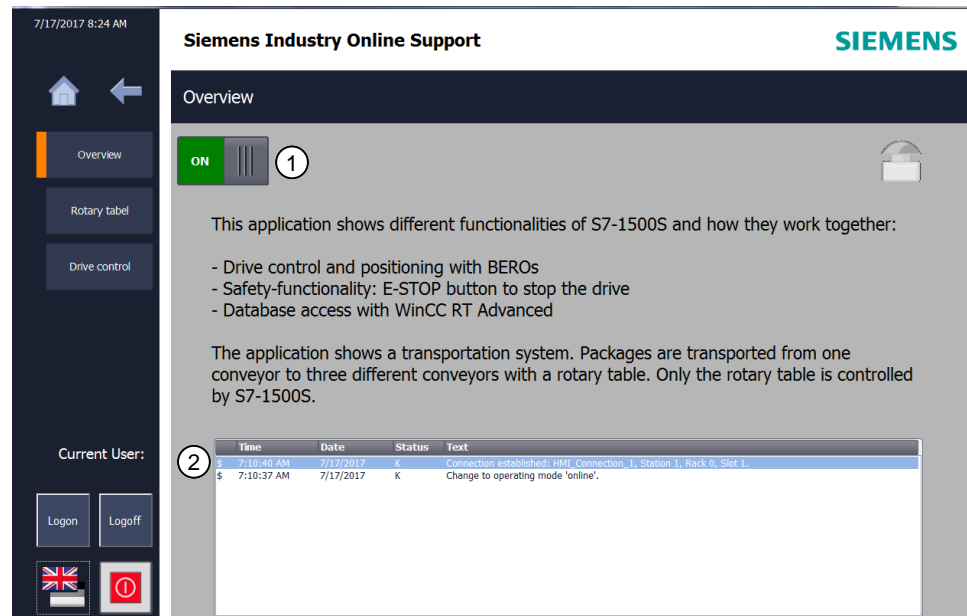 7/17/2017 8:24 AM
Siemens Industry Online Support
SIEMENS
Overview
Overview
Rotary tabel
Drive control
ON
1
This application shows different functionalities of S7-1500S and how they work together:
- Drive control and positioning with BEROs
- Safety-functionality: E-STOP button to stop the drive
- Database access with WinCC RT Advanced
The application shows a transportation system. Packages are transported from one
conveyor to three different conveyors with a rotary table. Only the rotary table is controlled
by S7-1500S.
Current User:
Logon
Logoff
2
Time Date Status Text
$ 7:10:40 AM 7/17/2017 K Connection established: HMI_Connection_1, Station 1, Rack 0, Slot 1.
$ 7:10:37 AM 7/17/2017 K Change to operating mode 'online'.